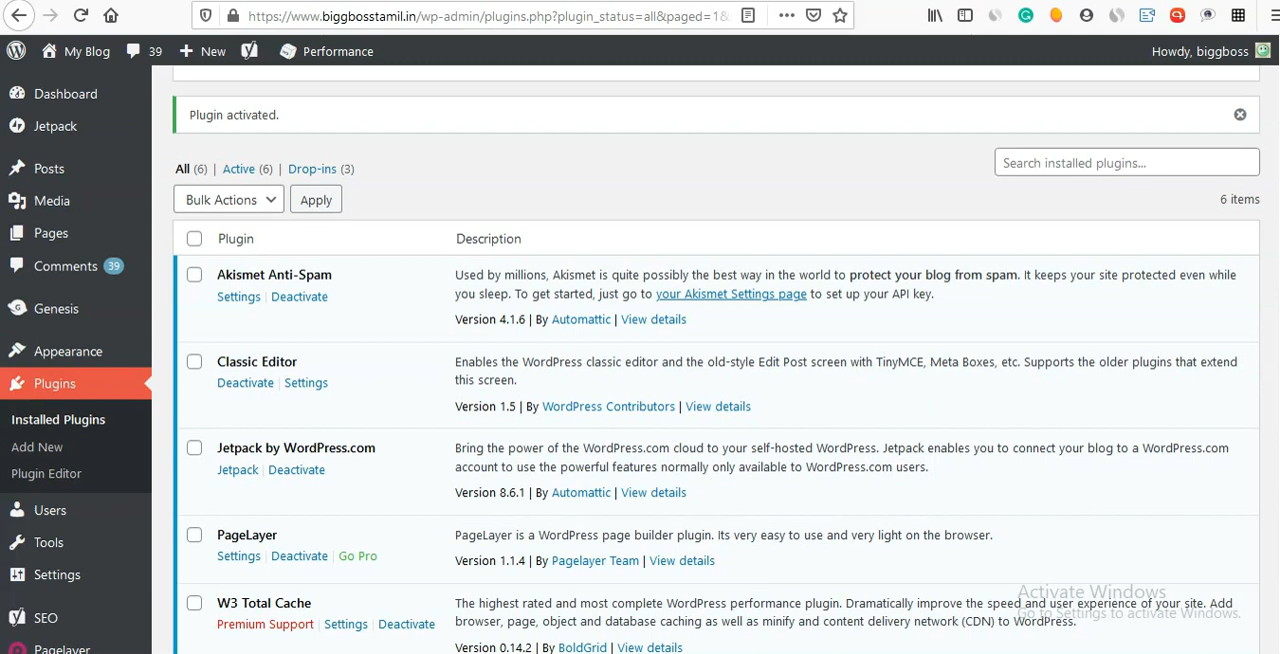 https://www.biggbosstamil.in/wp-admin/plugins.php?plugin_status=all&paged=1&
My Blog 39 New Performance Howdy, biggboss
Dashboard
Jetpack
Posts
Media
Pages
Comments 39
Genesis
Appearance
Plugins
Installed Plugins
Add New
Plugin Editor
Users
Tools
Settings
SEO
Pagelayer
Plugin activated.
All (6) | Active (6) | Drop-ins (3)
Search installed plugins...
Bulk Actions Apply
6 items
Plugin Description
Akismet Anti-Spam
Settings | Deactivate
Used by millions, Akismet is quite possibly the best way in the world to protect your blog from spam. It keeps your site protected even while
you sleep. To get started, just go to your Akismet Settings page to set up your API key.
Version 4.1.6 | By Automattic | View details
Classic Editor
Deactivate | Settings
Enables the WordPress classic editor and the old-style Edit Post screen with TinyMCE, Meta Boxes, etc. Supports the older plugins that extend
this screen.
Version 1.5 | By WordPress Contributors | View details
Jetpack by WordPress.com
Jetpack | Deactivate
Bring the power of the WordPress.com cloud to your self-hosted WordPress. Jetpack enables you to connect your blog to a WordPress.com
account to use the powerful features normally only available to WordPress.com users.
Version 8.6.1 | By Automattic | View details
PageLayer
Settings | Deactivate | Go Pro
PageLayer is a WordPress page builder plugin. Its very easy to use and very light on the browser.
Version 1.1.4 | By Pagelayer Team | View details
W3 Total Cache
Premium Support | Settings | Deactivate
The highest rated and most complete WordPress performance plugin. Dramatically improve the speed and user experience of your site. Add
browser, page, object and database caching as well as minify and content delivery network (CDN) to WordPress.
Version 0.14.2 | By BoldGrid | View details
Activate Windows
Go to Settings to activate Windows.